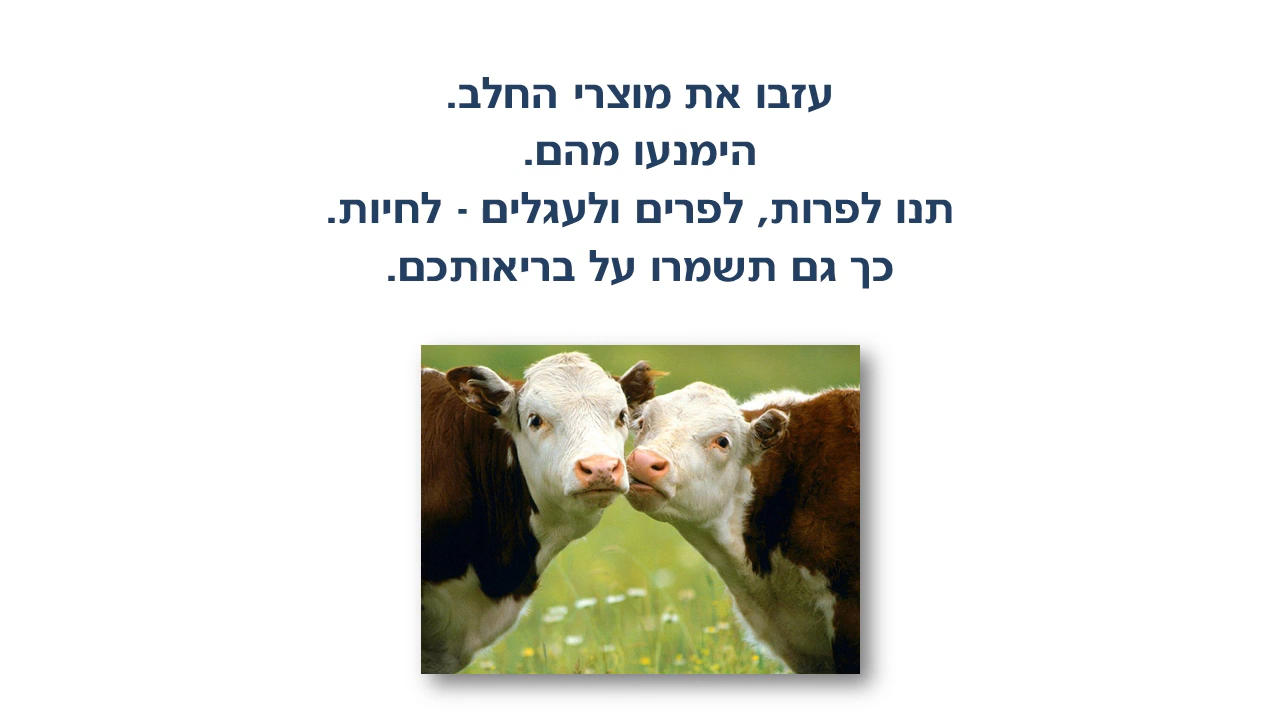 עזבו את מוצרי החלב.
הימנעו מהם.
תנו לפרות, לפרים ולעגלים - לחיות.
כך גם תשמרו על בריאותכם.